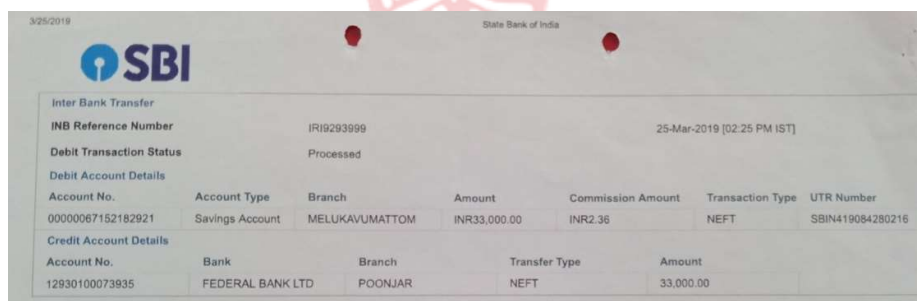 3/25/2019 State Bank of India
SBI
Inter Bank Transfer
INB Reference Number IRI9293999 25-Mar-2019 [02:25 PM IST]
Debit Transaction Status Processed
Debit Account Details
Account No. Account Type Branch Amount Commission Amount Transaction Type UTR Number
00000067152182921 Savings Account MELUKAVUMATTOM INR33,000.00 INR2.36 NEFT SBIN419084280216
Credit Account Details
Account No. Bank Branch Transfer Type Amount
12930100073935 FEDERAL BANK LTD POONJAR NEFT 33,000.00